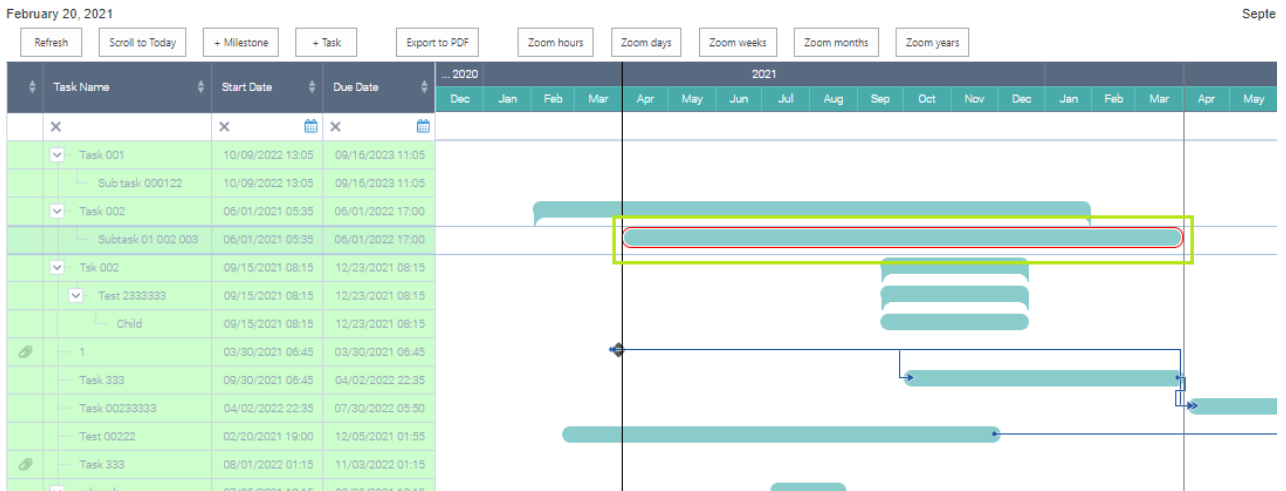 February 20, 2021
Septe
Refresh Scroll to Today + Milestone + Task Export to PDF Zoom hours Zoom days Zoom weeks Zoom months Zoom years
Task Name Start Date Due Date ... 2020 2021
Dec Jan Feb Mar Apr May Jun Jul Aug Sep Oct Nov Dec Jan Feb Mar Apr May
Task 001 10/09/2022 13:05 09/16/2023 11:05
Sub task 000122 10/09/2022 13:05 09/16/2023 11:05
Task 002 06/01/2021 05:35 06/01/2022 17:00
Subtask 01 002 003 06/01/2021 05:35 06/01/2022 17:00
Tsk 002 09/15/2021 08:15 12/23/2021 08:15
Test 2333333 09/15/2021 08:15 12/23/2021 08:15
Child 09/15/2021 08:15 12/23/2021 08:15
1 03/30/2021 06:45 03/30/2021 06:45
Task 333 09/30/2021 06:45 04/02/2022 22:35
Task 00233333 04/02/2022 22:35 07/30/2022 05:50
Test 00222 02/20/2021 19:00 12/05/2021 01:55
Task 333 08/01/2022 01:15 11/03/2022 01:15